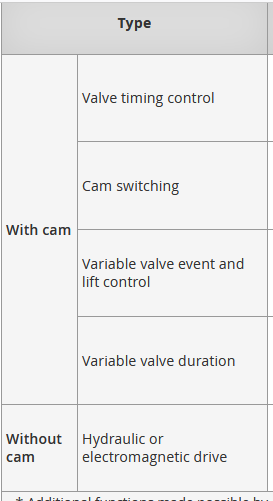 Type
With cam
Valve timing control
Cam switching
Variable valve event and
lift control
Variable valve duration
Without
cam
Hydraulic or
electromagnetic drive
* Additional functions made possible by